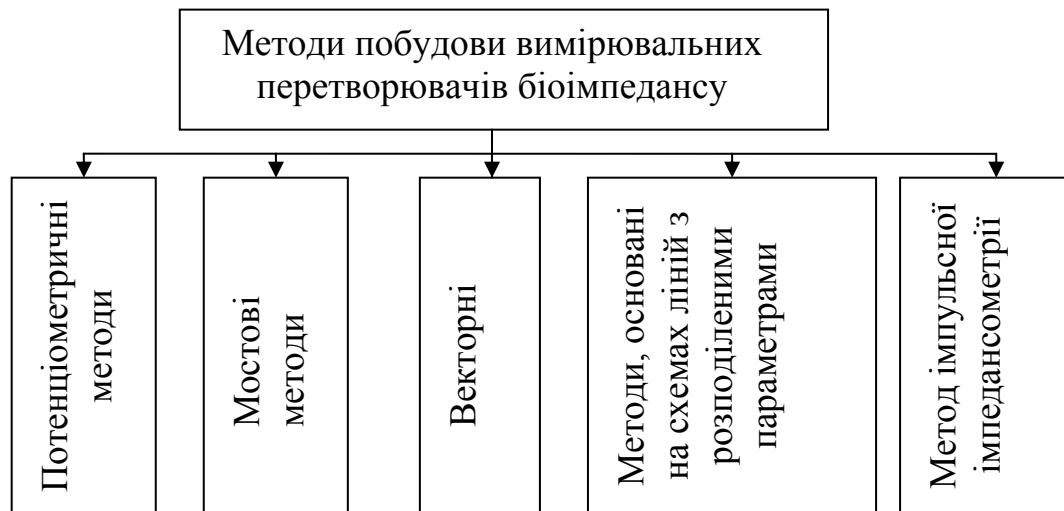 Методи побудови вимірювальних
перетворювачів біоімпедансу
Потенціометричні
методи
Мостові
методи
Векторні
Методи, основані
на схемах ліній з
розподіленими
параметрами
Метод імпульсної
імпедансометрії